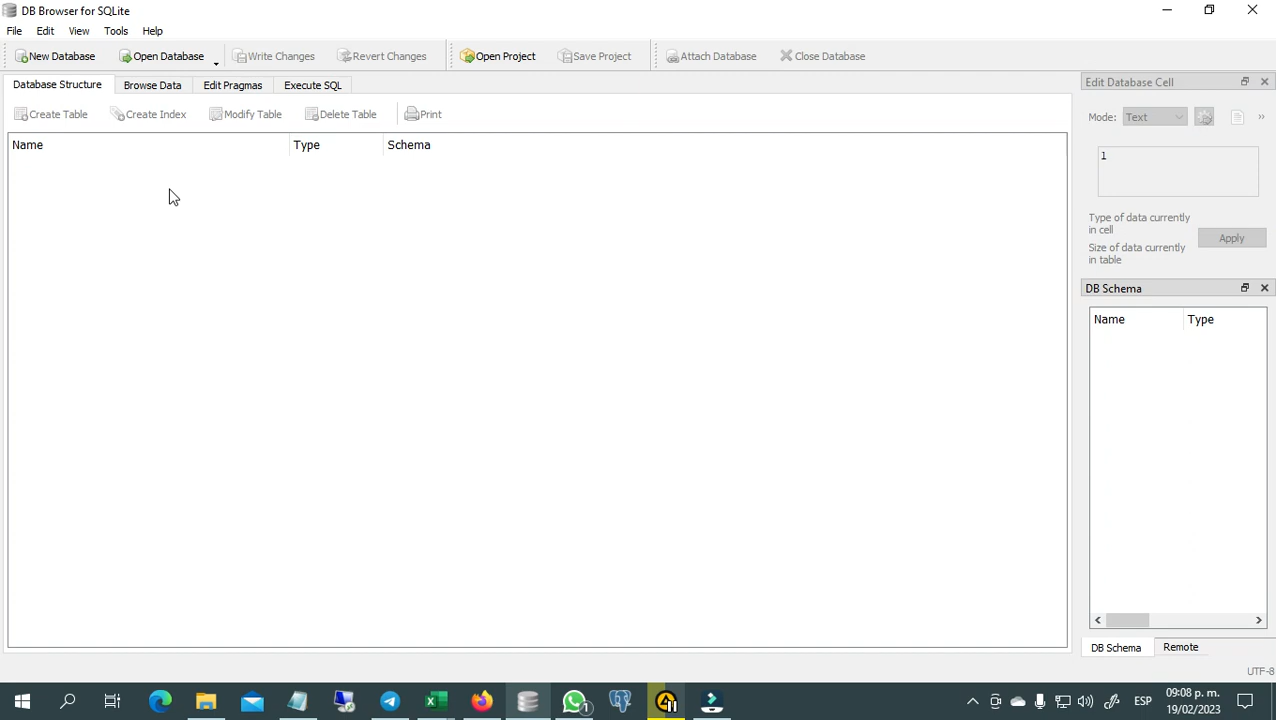 DB Browser for SQLite
File Edit View Tools Help
New Database Open Database Write Changes Revert Changes Open Project Save Project Attach Database Close Database
Database Structure Browse Data Edit Pragmas Execute SQL
Create Table Create Index Modify Table Delete Table Print
Name Type Schema
Edit Database Cell
Mode: Text »
1
Type of data currently
in cell
Size of data currently
in table
Apply
DB Schema
Name Type
DB Schema Remote
UTF-8
1
ESP
09:08 p. m.
19/02/2023